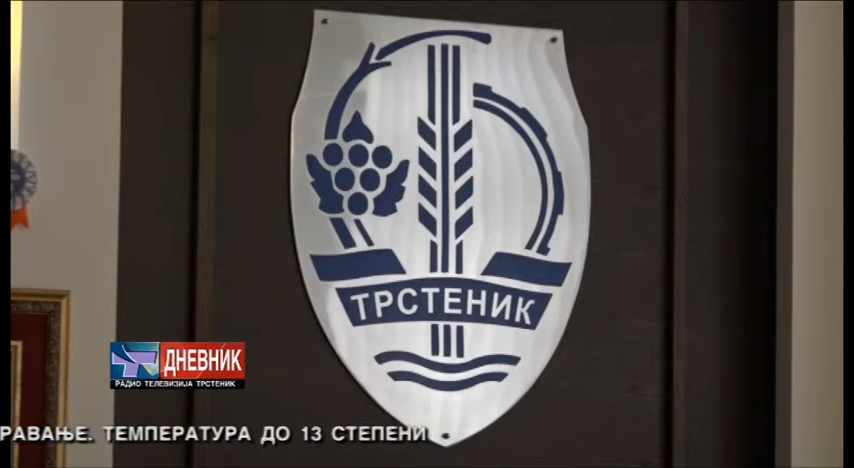 ТРСТЕНИК
ДНЕВНИК
РАДИО ТЕЛЕВИЗИЈА ТРСТЕНИК
РАВАЊЕ. ТЕМПЕРАТУРА ДО 13 СТЕПЕНИ